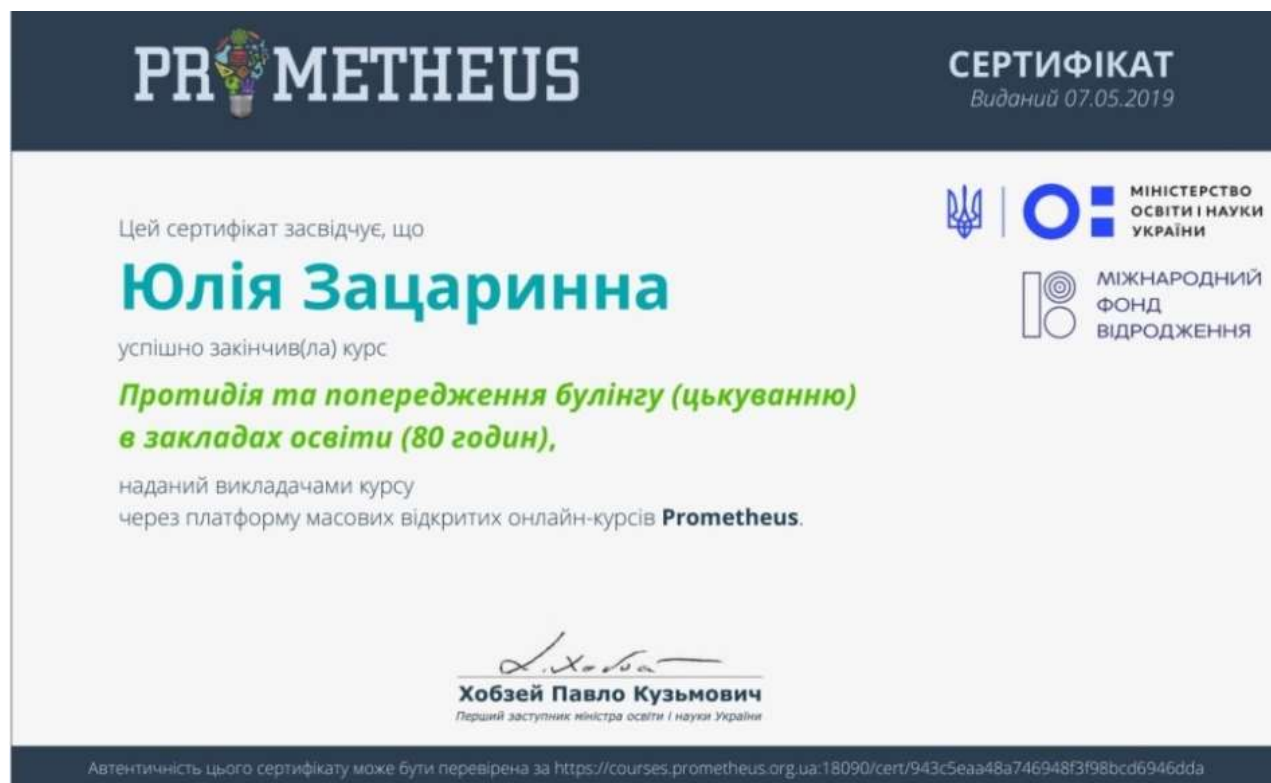 PROMETHEUS
СЕРТИФІКАТ
Виданий 07.05.2019
МІНІСТЕРСТВО
ОСВІТИ І НАУКИ
УКРАЇНИ
МІЖНАРОДНИЙ
ФОНД
ВІДРОДЖЕННЯ
Цей сертифікат засвідчує, що
Юлія Зацаринна
успішно закінчив(ла) курс
Протидія та попередження булінгу (цькуванню)
в закладах освіти (80 годин),
наданий викладачами курсу
через платформу масових відкритих онлайн-курсів Prometheus.
Хобзей Павло Кузьмович
Перший заступник міністра освіти і науки України
Автентичність цього сертифікату може бути перевірена за https://courses.prometheus.org.ua:18090/cert/943c5eaa48a746948f3f98bcd6946dda